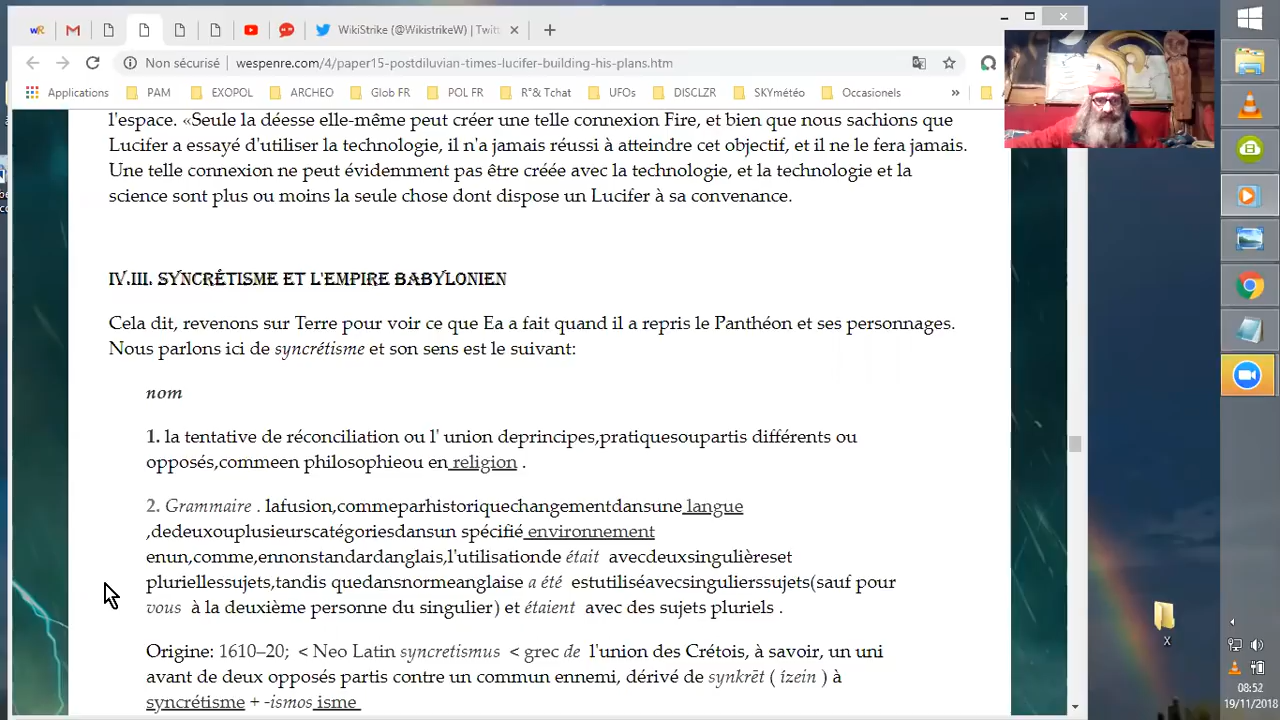 WikiStrike (@WikistrikeW) | Twitt
Non sécurisé | wespenre.com/4/paper13-postdiluvian-times-lucifer-building-his-plans.htm
Applications PAM EXOPOL ARCHEO Glob FR POL FR TTchat UFOS DISCLZR SKYmétéo Occasionels »
l'espace. «Seule la déesse elle-même peut créer une telle connexion Fire, et bien que nous sachions que
Lucifer a essayé d'utiliser la technologie, il n'a jamais réussi à atteindre cet objectif, et il ne le fera jamais.
Une telle connexion ne peut évidemment pas être créée avec la technologie, et la technologie et la
science sont plus ou moins la seule chose dont dispose un Lucifer à sa convenance.
IV.III. SYNCRÉTISME ET L'EMPIRE BABYLONIEN
Cela dit, revenons sur Terre pour voir ce que Ea a fait quand il a repris le Panthéon et ses personnages.
Nous parlons ici de syncrétisme et son sens est le suivant:
nom
1. la tentative de réconciliation ou l' union deprincipes,pratiquesoupartis différents ou
opposés,commeen philosophieou en religion .
2. Grammaire . lafusion,commeparhistoriquechangementdansune langue
,dedeuxouplusieurscatégoriesdansun spécifié environnement
enun,comme,ennonstandardanglais,l'utilisationde était avecdeuxsingulièreset
pluriellessujets,tandis quedansnormeanglaise a été estutiliséavecsingulierssujets(sauf pour
vous à la deuxième personne du singulier) et étaient avec des sujets pluriels .
Origine: 1610–20; < Neo Latin syncretismus < grec de l'union des Crétois, à savoir, un uni
avant de deux opposés partis contre un commun ennemi, dérivé de synkrēt ( ízein ) à
syncrétisme + -ismos isme
X
08:52
19/11/2018